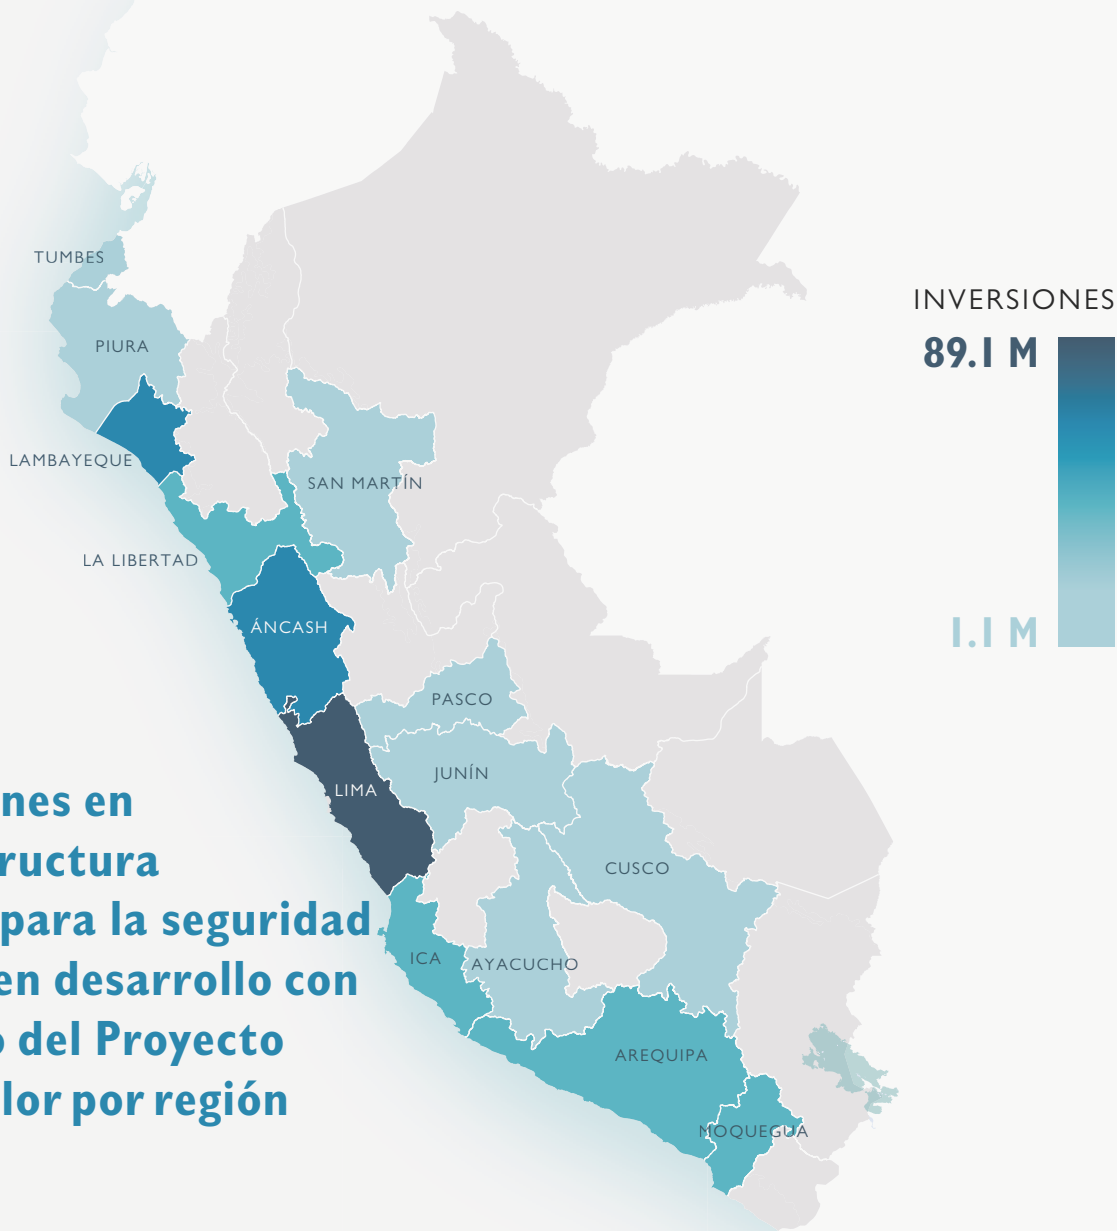 TUMBES
PIURA
LAMBAYEQUE
SAN MARTÍN
LA LIBERTAD
ÁNCASH
PASCO
JUNÍN
LIMA
CUSCO
ICA
AYACUCHO
AREQUIPA
MOQUEGUA
INVERSIONES
89.1 M
1.1 M
nes en
ructura
para la seguridad
en desarrollo con
o del Proyecto
lor por región